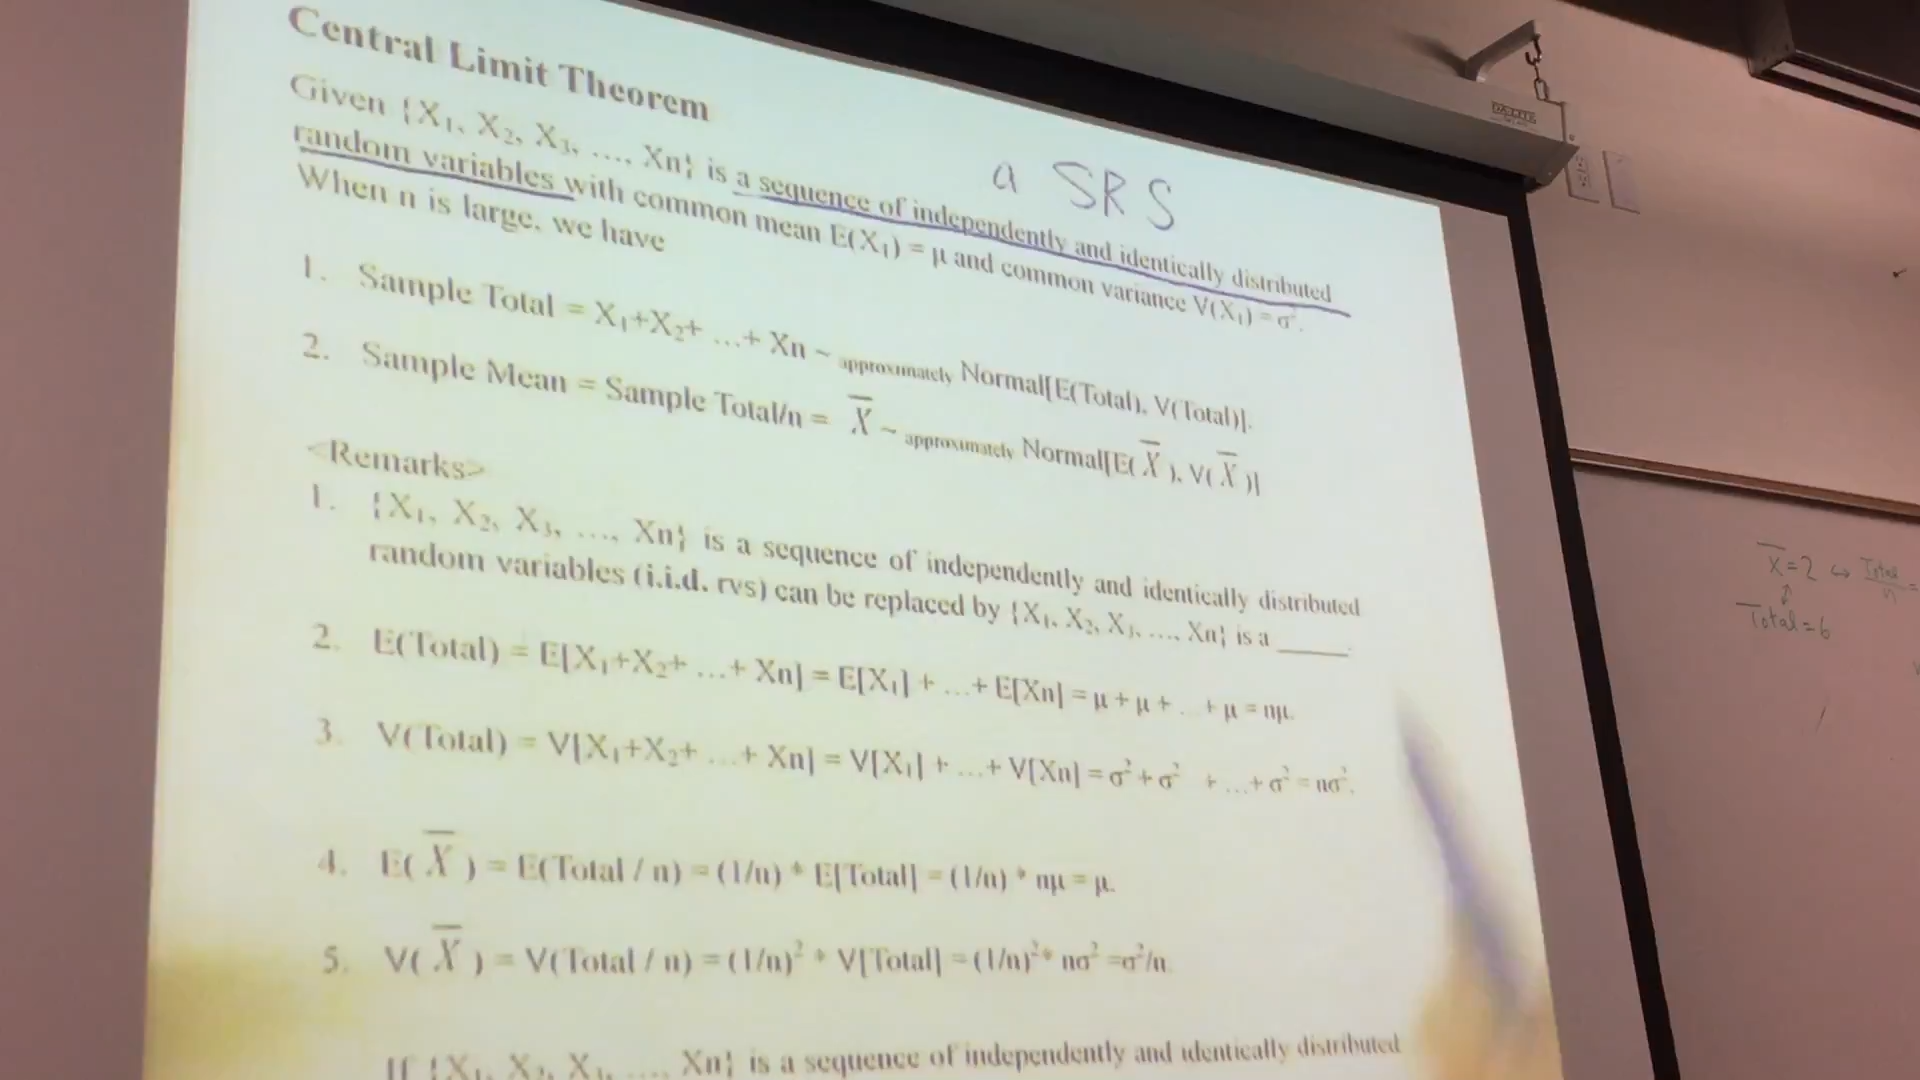 Central Limit Theorem
a SRS
Given {X₁, X₂, X₃, …, Xn} is a sequence of independently and identically distributed
random variables with common mean E(X₁) = μ and common variance V(X₁) = σ².
When n is large, we have
1. Sample Total = X₁+X₂+ …+ Xn ~ approximately Normal[E(Total), V(Total)].
2. Sample Mean = Sample Total/n = X̅ ~ approximately Normal[E( X̅ ), V( X̅ )]
<Remarks>
1. {X₁, X₂, X₃, …, Xn} is a sequence of independently and identically distributed
random variables (i.i.d. rvs) can be replaced by {X₁, X₂, X₃, …, Xn} is a _____.
2. E(Total) = E[X₁+X₂+ …+ Xn] = E[X₁] + …+ E[Xn] = μ + μ + … + μ = nμ.
3. V(Total) = V[X₁+X₂+ …+ Xn] = V[X₁] + …+ V[Xn] = σ² + σ² + …+ σ² = nσ².
4. E( X̅ ) = E(Total / n) = (1/n) * E[Total] = (1/n) * nμ = μ.
5. V( X̅ ) = V(Total / n) = (1/n)² * V[Total] = (1/n)² * nσ² =σ²/n.
If {X₁, X₂, X₃, …, Xn} is a sequence of independently and identically distributed
DA-LITE
X̅=2 ↔ Total/n =
Total=6